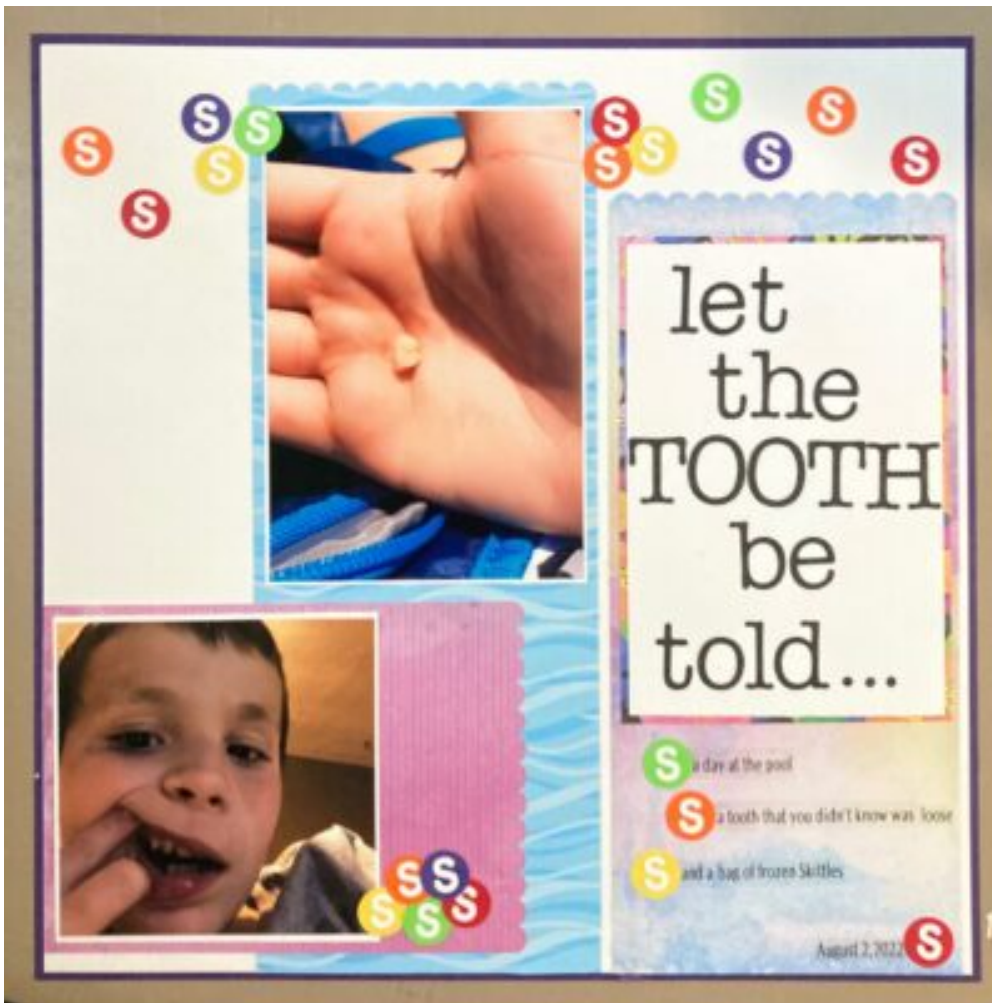 S
S
S
S
S
S
S
S
S
S
S
S
let
the
TOOTH
be
told...
S a day at the pool
S a tooth that you didn't know was loose
S and a bag of frozen Skittles
S
S
S
S
S
August 2, 2022 S